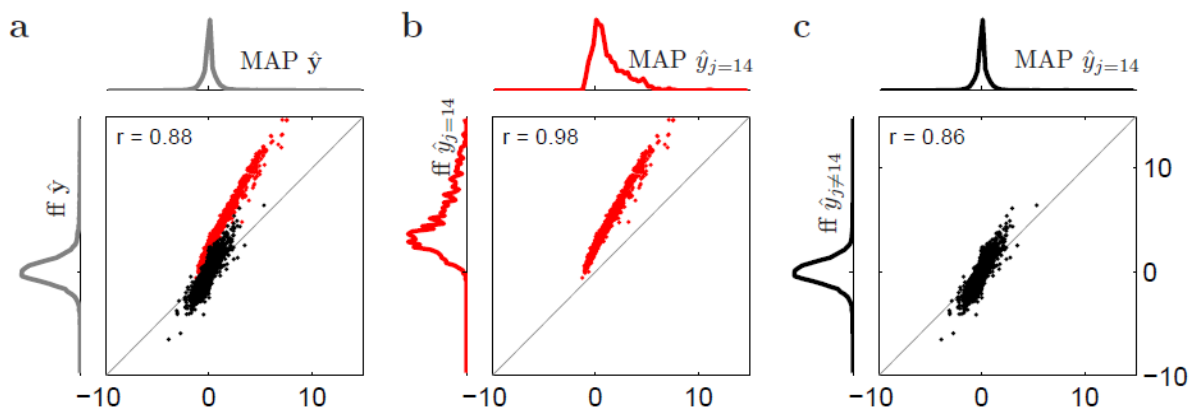 a
MAP ŷ
r = 0.88
ff ŷ
−10 0 10
b
MAP ŷ_{j=14}
r = 0.98
ff ŷ_{j=14}
−10 0 10
c
MAP ŷ_{j=14}
r = 0.86
ff ŷ_{j≠14}
10
0
−10
−10 0 10